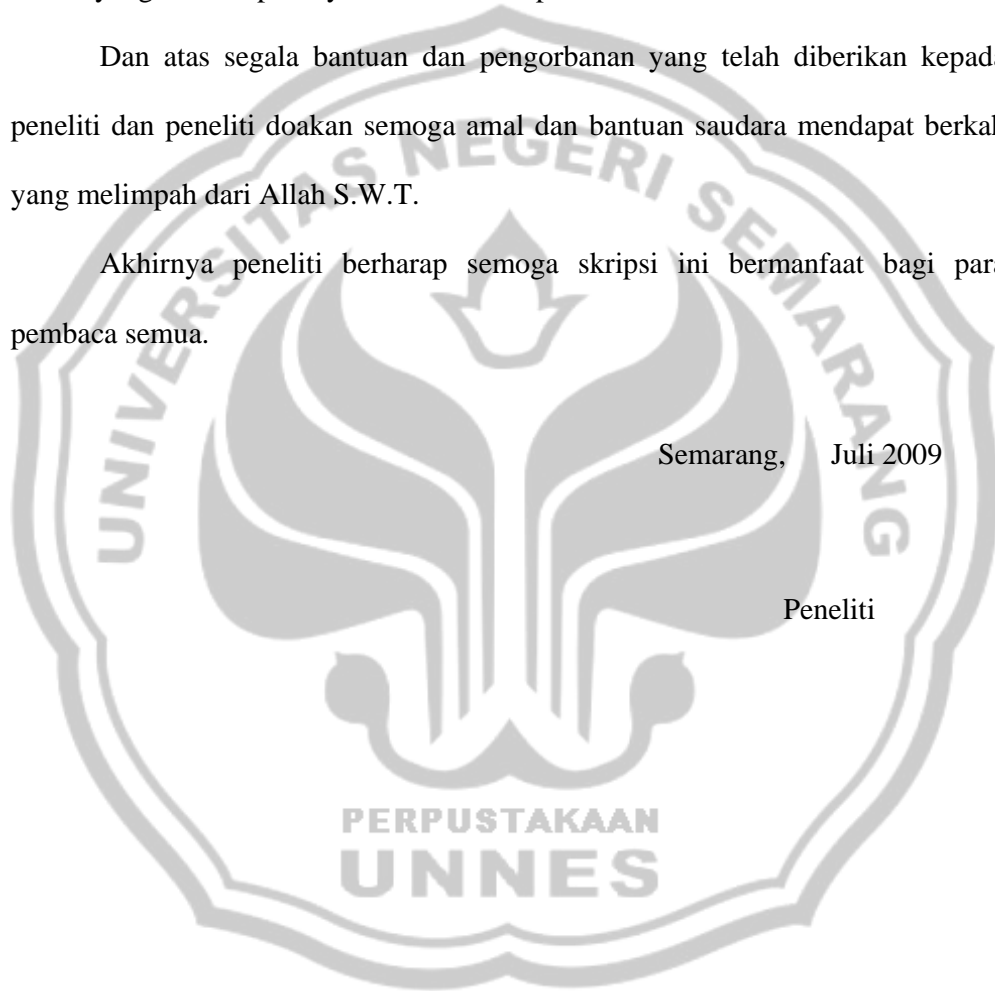 Dan atas segala bantuan dan pengorbanan yang telah diberikan kepada
peneliti dan peneliti doakan semoga amal dan bantuan saudara mendapat berkah
yang melimpah dari Allah S.W.T.
Akhirnya peneliti berharap semoga skripsi ini bermanfaat bagi para
pembaca semua.
Semarang, Juli 2009
Peneliti
UNIVERSITAS NEGERI SEMARANG
PERPUSTAKAAN
UNNES